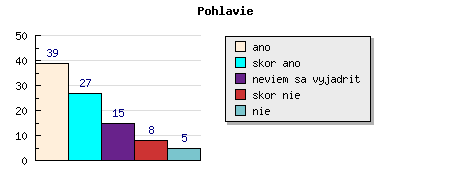 Pohlavie
50
40
30
20
10
0
39
27
15
8
5
ano
skor ano
neviem sa vyjadrit
skor nie
nie